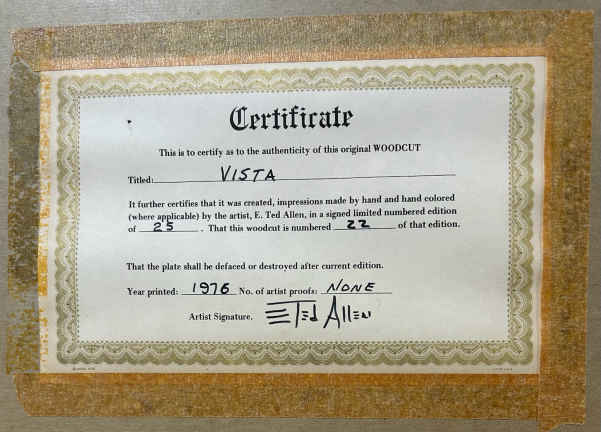 Certificate
This is to certify as to the authenticity of this original WOODCUT
Titled: VISTA
It further certifies that it was created, impressions made by hand and hand colored
(where applicable) by the artist, E. Ted Allen, in a signed limited numbered edition
of 25 . That this woodcut is numbered 22 of that edition.
That the plate shall be defaced or destroyed after current edition.
Year printed: 1976 No. of artist proofs: NONE
Artist Signature. E Ted Allen